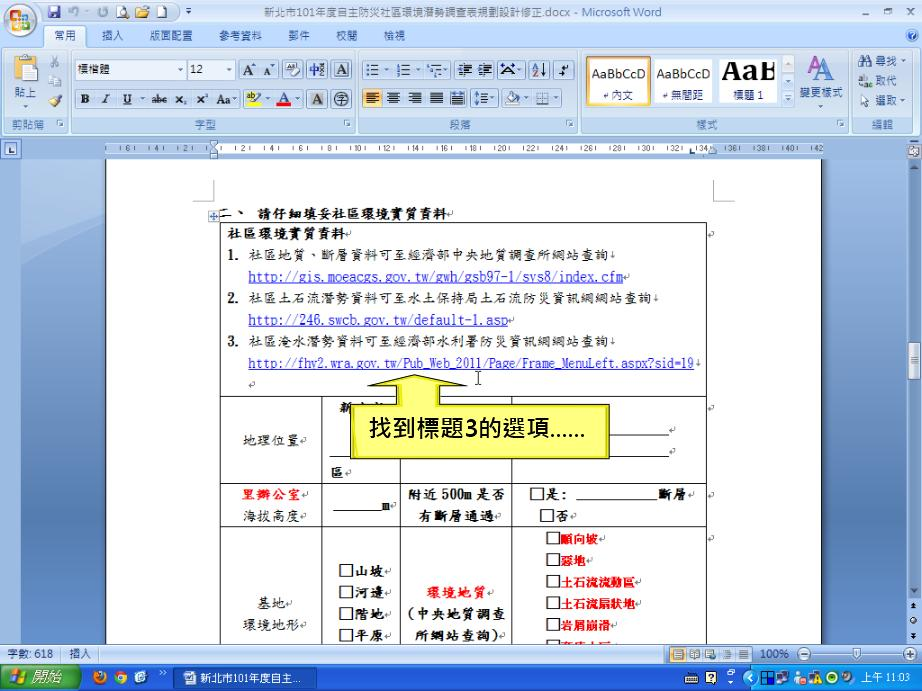 新北市101年度自主防災社區環境潛勢調查表規劃設計修正.docx - Microsoft Word
常用 插入 版面配置 參考資料 郵件 校閱 檢視
標楷體 12
AaBbCcD AaBbCcD AaB
貼上
尋找
取代
選取
變更樣式
B I U abc x₂ x² Aa
內文 無間距 標題 1
剪貼簿 字型 段落 樣式 編輯
二、 請仔細填妥社區環境實質資料
社區環境實質資料
1. 社區地質、斷層資料可至經濟部中央地質調查所網站查詢
http://gis.moeacgs.gov.tw/gwh/gsb97-1/sys8/index.cfm
2. 社區土石流潛勢資料可至水土保持局土石流防災資訊網網站查詢
http://246.swcb.gov.tw/default-1.asp
3. 社區淹水潛勢資料可至經濟部水利署防災資訊網網站查詢
http://fhy2.wra.gov.tw/Pub_Web_2011/Page/Frame_MenuLeft.aspx?sid=19
找到標題3的選項......
地理位置
區
里辦公室
海拔高度
m
附近 500m 是否
有斷層通過
□是: 斷層
□否
基地
環境地形
□山坡
□河邊
□階地
□平原
環境地質
(中央地質調查
所網站查詢)
□順向坡
□惡地
□土石流流動區
□土石流扇狀地
□岩屑崩滑
字數: 618 插入 100%
開始 新北市101年度自主... 上午 11:03